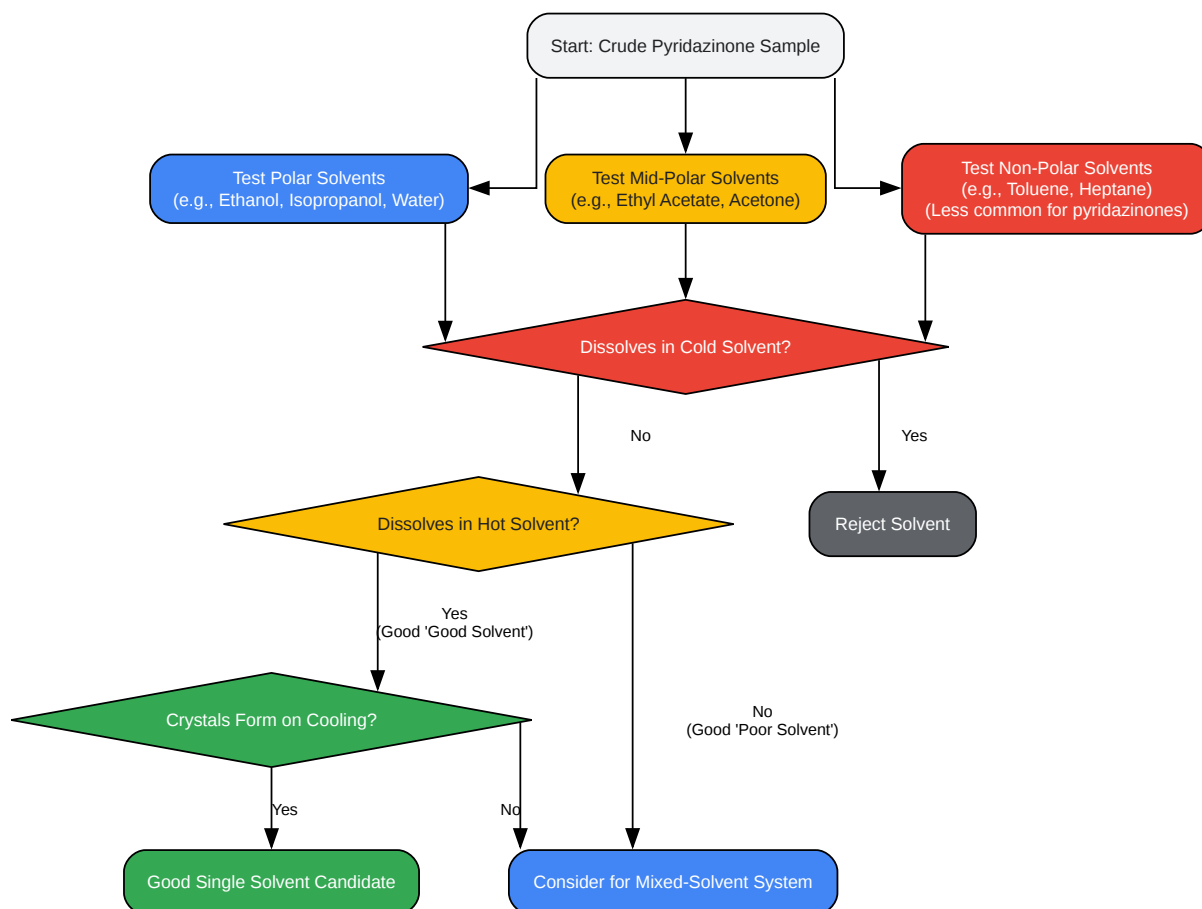 Start: Crude Pyridazinone Sample
Test Polar Solvents
(e.g., Ethanol, Isopropanol, Water)
Test Mid-Polar Solvents
(e.g., Ethyl Acetate, Acetone)
Test Non-Polar Solvents
(e.g., Toluene, Heptane)
(Less common for pyridazinones)
Dissolves in Cold Solvent?
No
Yes
Dissolves in Hot Solvent?
Reject Solvent
Yes
(Good 'Good Solvent')
No
(Good 'Poor Solvent')
Crystals Form on Cooling?
Yes
No
Good Single Solvent Candidate
Consider for Mixed-Solvent System